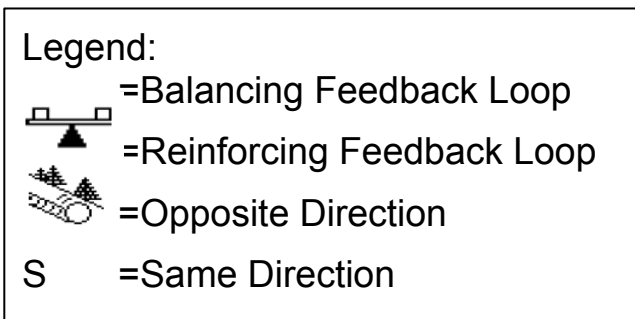 Legend:
=Balancing Feedback Loop
=Reinforcing Feedback Loop
=Opposite Direction
S =Same Direction